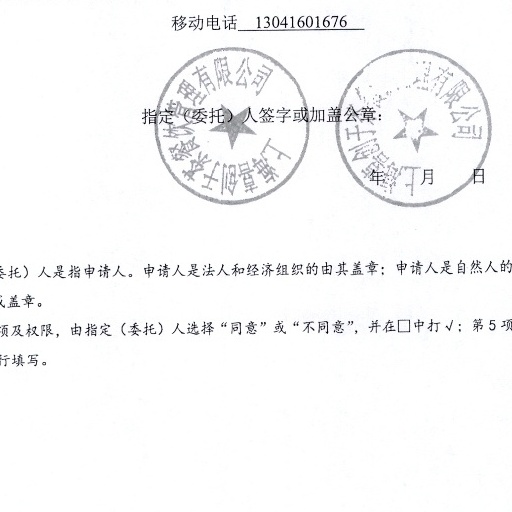 移动电话 13041601676
指定（委托）人签字或加盖公章：
年 月 日
委托）人是指申请人。申请人是法人和经济组织的由其盖章；申请人是自然人的
或盖章。
项及权限，由指定（委托）人选择“同意”或“不同意”，并在□中打√；第5项
行填写。